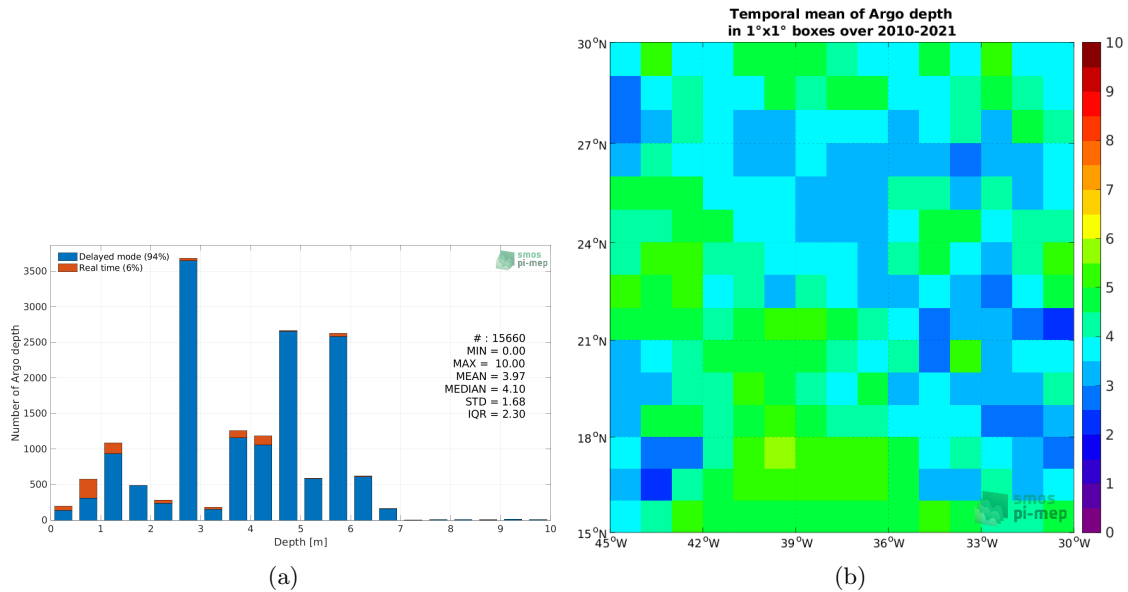 Delayed mode (94%)
Real time (6%)
smos
pi-mep
# : 15660
MIN = 0.00
MAX = 10.00
MEAN = 3.97
MEDIAN = 4.10
STD = 1.68
IQR = 2.30
Number of Argo depth
3500
3000
2500
2000
1500
1000
500
0
0 1 2 3 4 5 6 7 8 9 10
Depth [m]
(a)
Temporal mean of Argo depth
in 1°x1° boxes over 2010-2021
30°N
27°N
24°N
21°N
18°N
15°N
45°W 42°W 39°W 36°W 33°W 30°W
smos
pi-mep
10
9
8
7
6
5
4
3
2
1
0
(b)